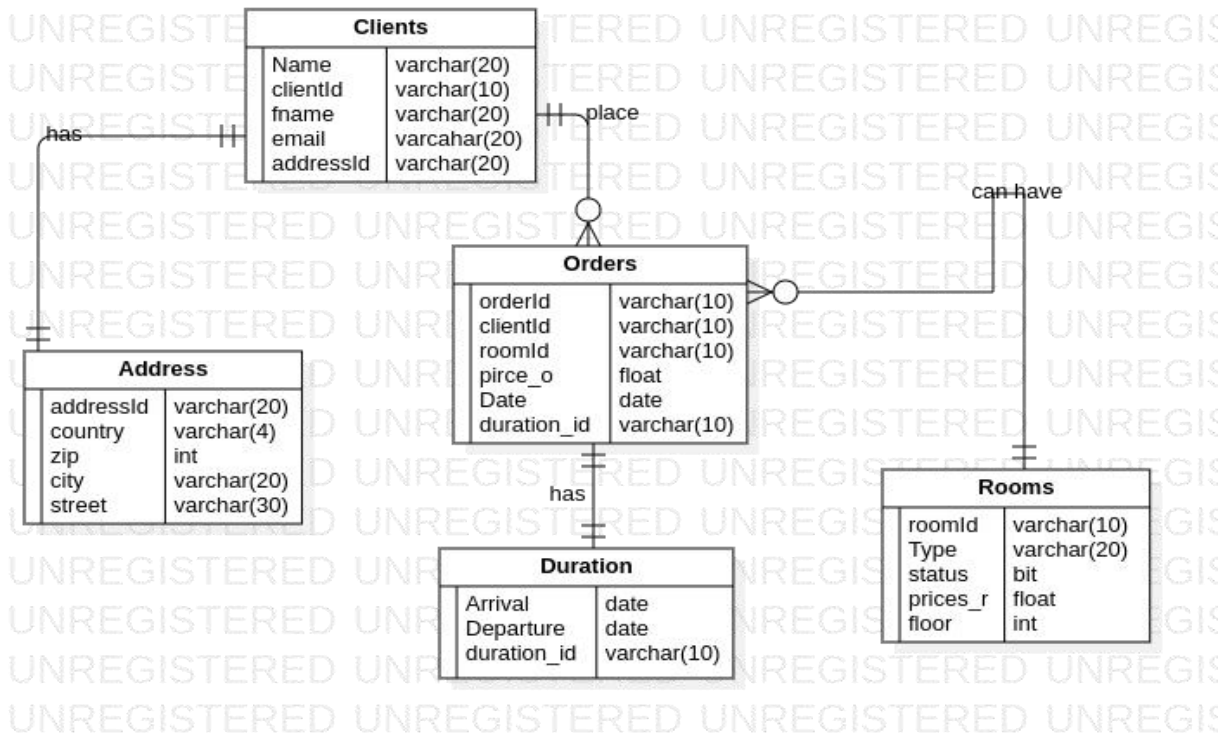 UNREGISTERED UNREGISTERED UNREGISTERED
Clients
Name varchar(20)
clientId varchar(10)
fname varchar(20)
email varcahar(20)
addressId varchar(20)
has
place
can have
Orders
orderId varchar(10)
clientId varchar(10)
roomId varchar(10)
pirce_o float
Date date
duration_id varchar(10)
Address
addressId varchar(20)
country varchar(4)
zip int
city varchar(20)
street varchar(30)
has
Rooms
roomId varchar(10)
Type varchar(20)
status bit
prices_r float
floor int
Duration
Arrival date
Departure date
duration_id varchar(10)